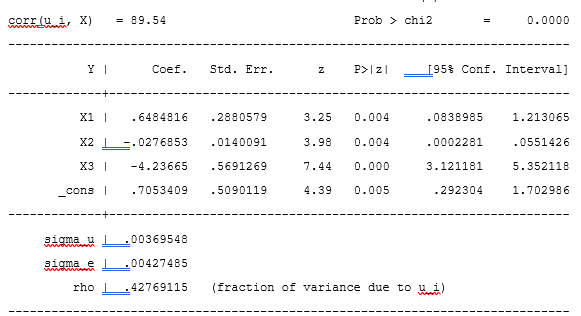 corr(u_i, X) = 89.54 Prob > chi2 = 0.0000
Y | Coef. Std. Err. z P>|z| [95% Conf. Interval]
X1 | .6484816 .2880579 3.25 0.004 .0838985 1.213065
X2 | -.0276853 .0140091 3.98 0.004 .0002281 .0551426
X3 | -4.23665 .5691269 7.44 0.000 3.121181 5.352118
_cons | .7053409 .5090119 4.39 0.005 .292304 1.702986
sigma_u | .00369548
sigma_e | .00427485
rho | .42769115 (fraction of variance due to u_i)